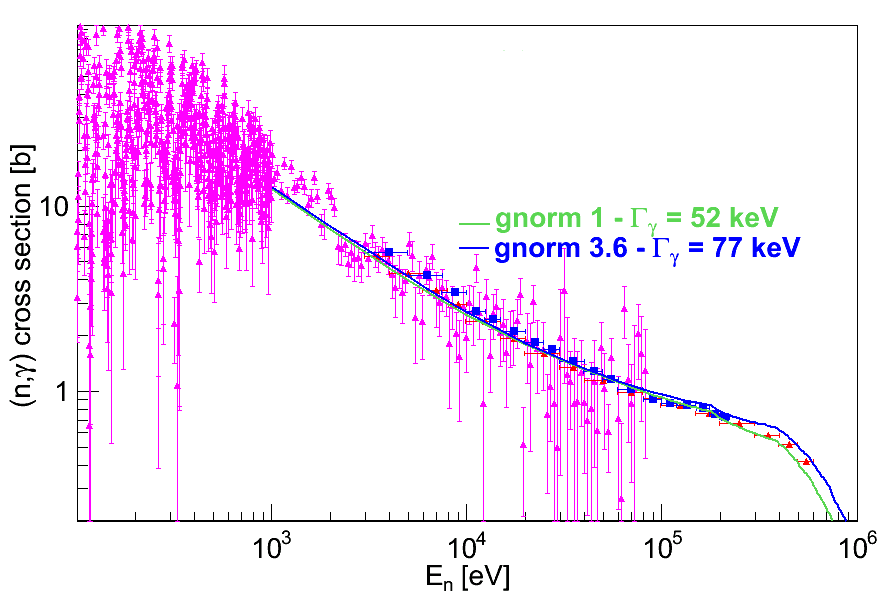 (n,γ) cross section [b]
10
1
gnorm 1 - Γγ = 52 keV
gnorm 3.6 - Γγ = 77 keV
10³ 10⁴ 10⁵ 10⁶
En [eV]